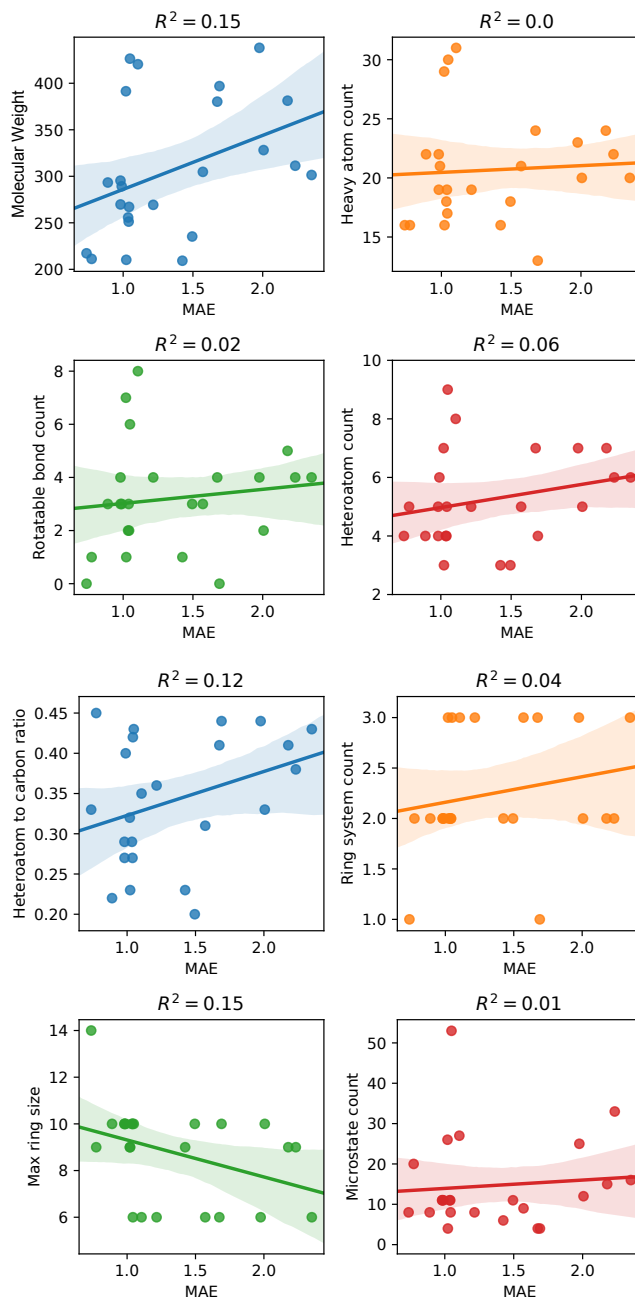 R² = 0.15
Molecular Weight
400
350
300
250
200
1.0 1.5 2.0
MAE
R² = 0.0
Heavy atom count
30
25
20
15
1.0 1.5 2.0
MAE
R² = 0.02
Rotatable bond count
8
6
4
2
0
1.0 1.5 2.0
MAE
R² = 0.06
Heteroatom count
10
8
6
4
2
1.0 1.5 2.0
MAE
R² = 0.12
Heteroatom to carbon ratio
0.45
0.40
0.35
0.30
0.25
0.20
1.0 1.5 2.0
MAE
R² = 0.04
Ring system count
3.0
2.5
2.0
1.5
1.0
1.0 1.5 2.0
MAE
R² = 0.15
Max ring size
14
12
10
8
6
1.0 1.5 2.0
MAE
R² = 0.01
Microstate count
50
40
30
20
10
0
1.0 1.5 2.0
MAE